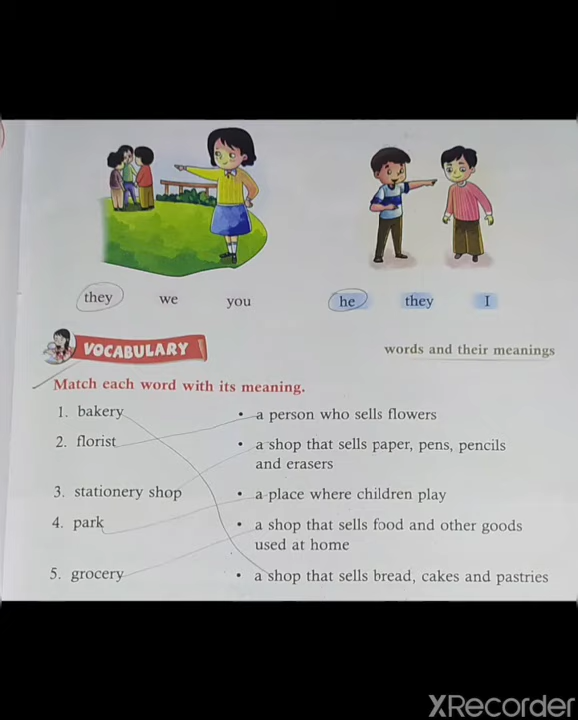 they we you he they I
VOCABULARY
words and their meanings
Match each word with its meaning.
1. bakery
• a person who sells flowers
2. florist
• a shop that sells paper, pens, pencils
and erasers
3. stationery shop
• a place where children play
4. park
• a shop that sells food and other goods
used at home
5. grocery
• a shop that sells bread, cakes and pastries
XRecorder